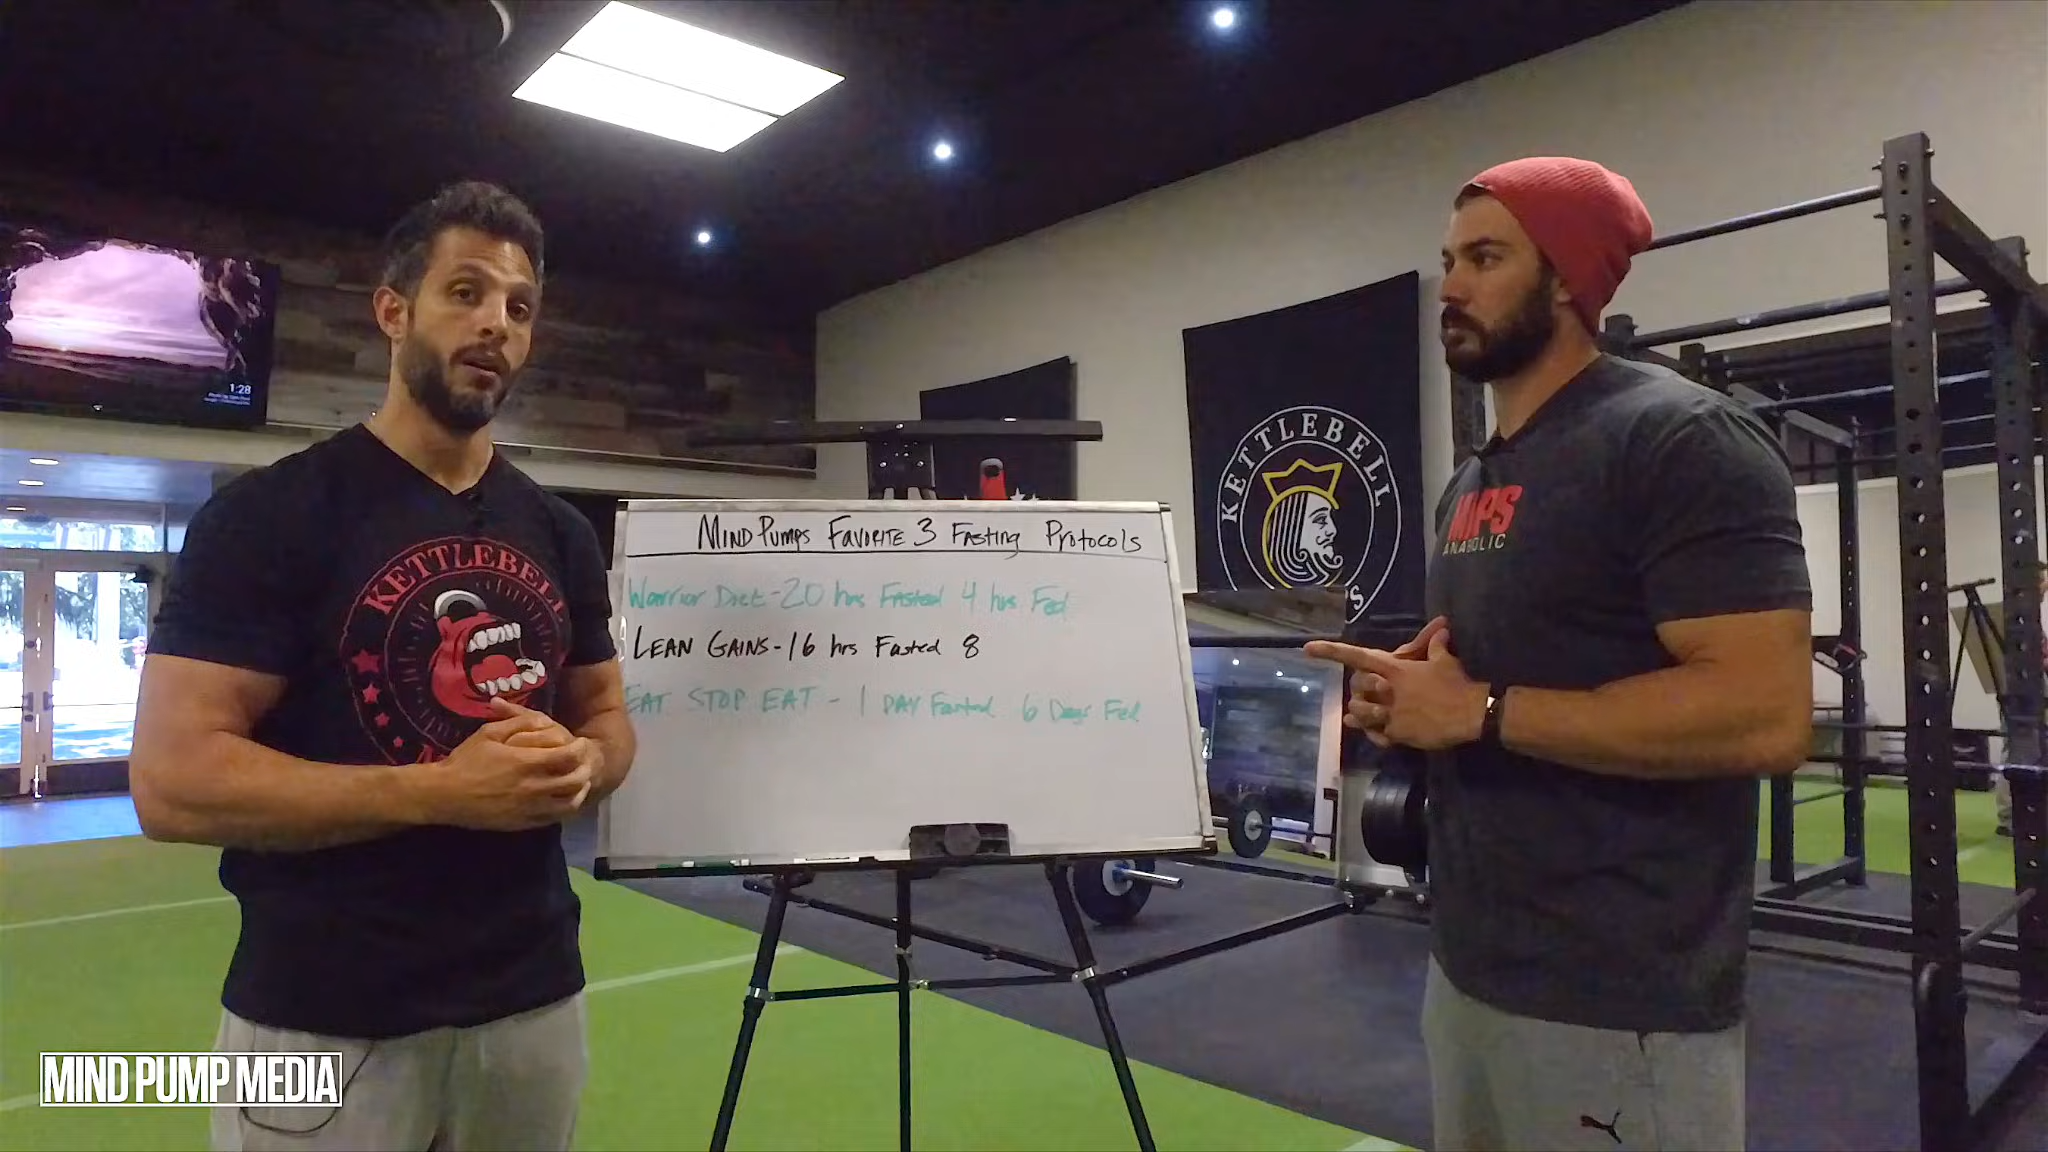 1:28
KETTLEBELL
KETTLEBELL
MIND PUMPS FAVORITE 3 FASTING PROTOCOLS
Warrior Diet - 20 hrs Fasted 4 hrs Fed
LEAN GAINS - 16 hrs Fasted 8
EAT STOP EAT - 1 DAY Fasted 6 Days Fed
MAPS
ANABOLIC
MIND PUMP MEDIA